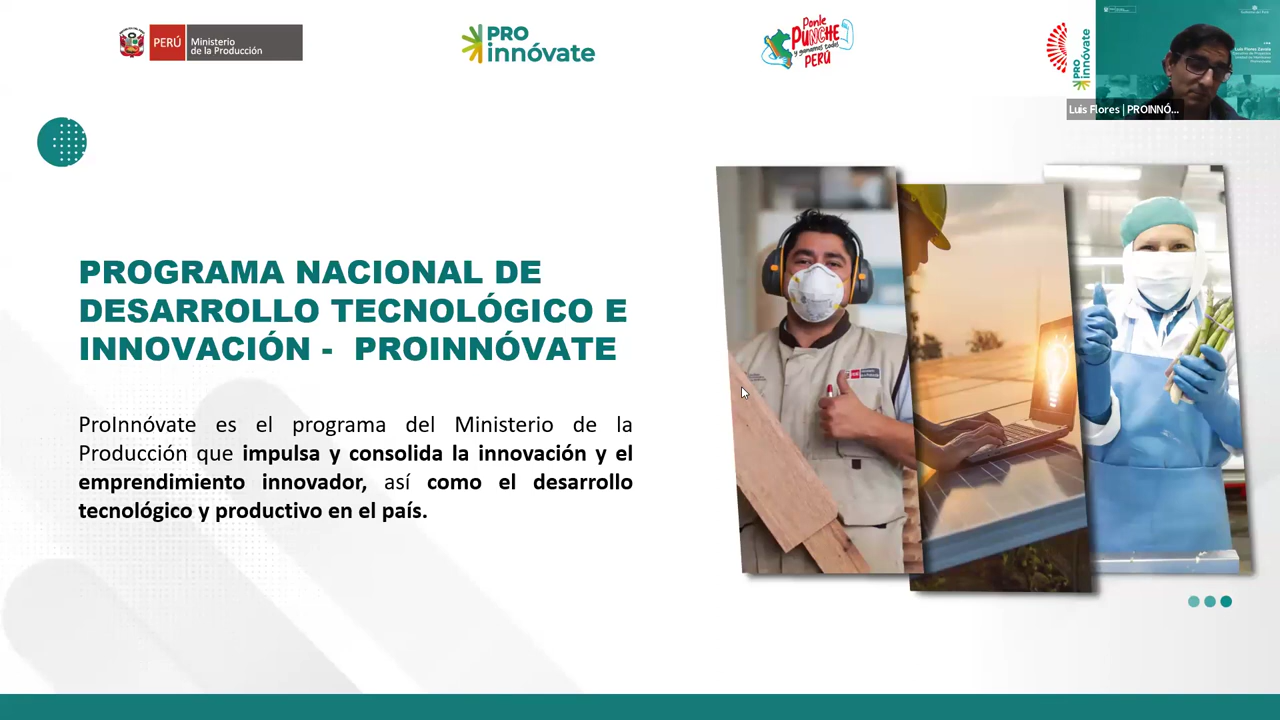 PERÚ
Ministerio
de la Producción
PRO
innóvate
Ponle
PUNCHE
y ganamos todos
PERÚ
PRO
innóvate
Luis Flores | PROINNÓ...
PROGRAMA NACIONAL DE
DESARROLLO TECNOLÓGICO E
INNOVACIÓN - PROINNÓVATE
ProInnóvate es el programa del Ministerio de la
Producción que impulsa y consolida la innovación y el
emprendimiento innovador, así como el desarrollo
tecnológico y productivo en el país.